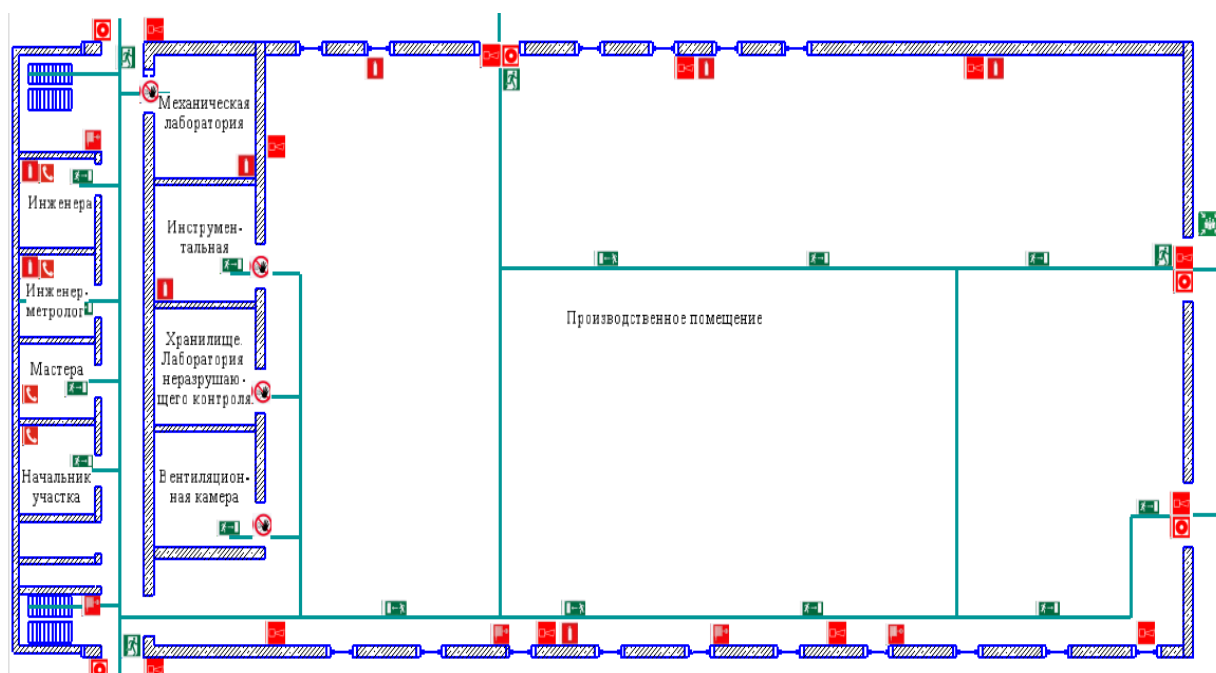 Механическая
лаборатория
Инженера
Инструмен-
тальная
Инженер-
метролог
Производственное помещение
Хранилище.
Лаборатория
неразрушаю-
щего контроля.
Мастера
Начальник
участка
Вентиляцион-
ная камера